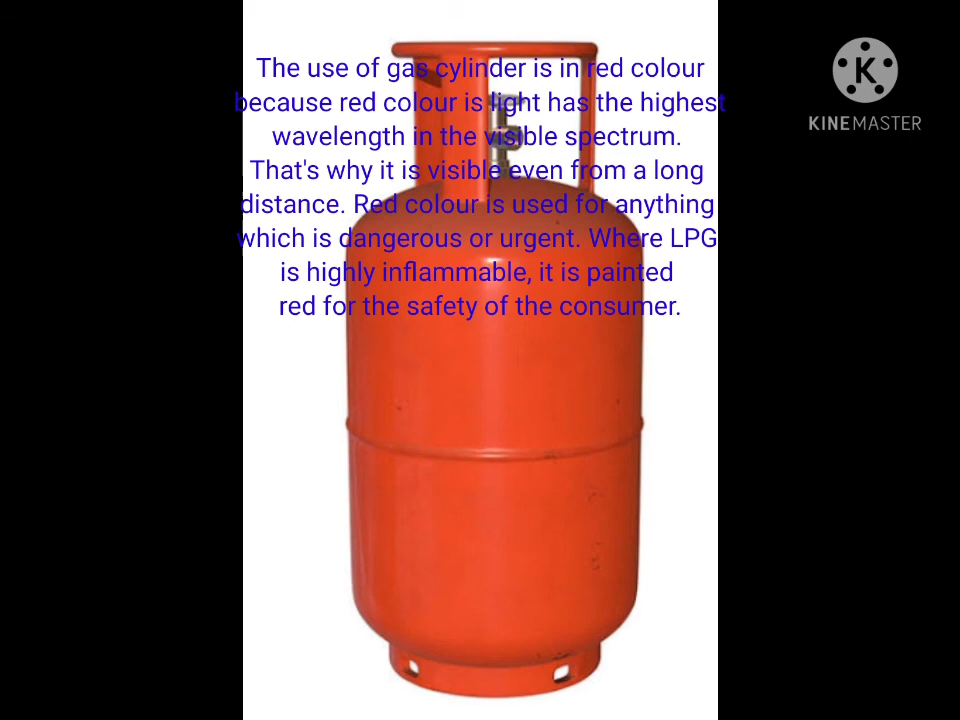 The use of gas cylinder is in red colour
because red colour is light has the highest
wavelength in the visible spectrum.
That's why it is visible even from a long
distance. Red colour is used for anything
which is dangerous or urgent. Where LPG
is highly inflammable, it is painted
red for the safety of the consumer.
K
KINEMASTER